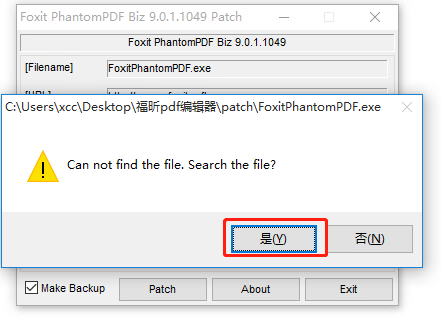 Foxit PhantomPDF Biz 9.0.1.1049 Patch
Foxit PhantomPDF Biz 9.0.1.1049
[Filename]
FoxitPhantomPDF.exe
C:\Users\xcc\Desktop\福昕pdf编辑器\patch\FoxitPhantomPDF.exe
Can not find the file. Search the file?
是(Y)
否(N)
Make Backup
Patch
About
Exit